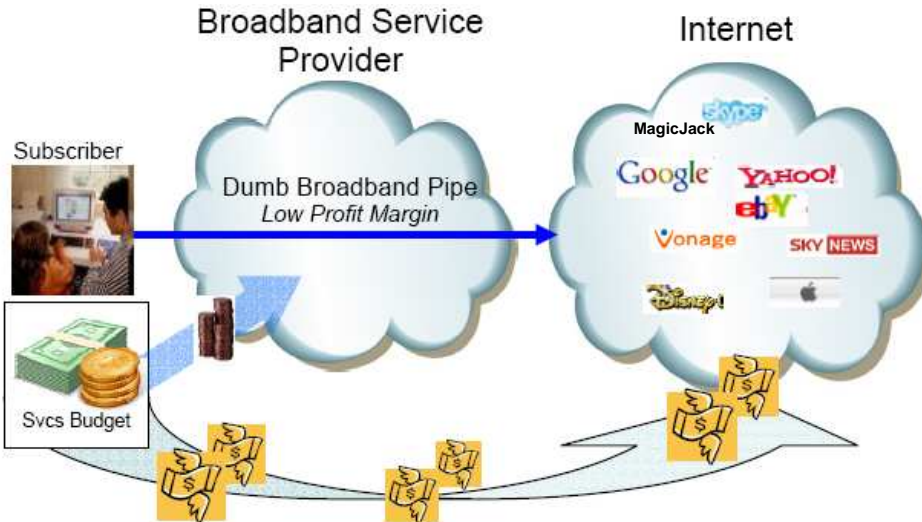 Broadband Service
Provider
Internet
skype
MagicJack
Subscriber
Google
YAHOO!
Dumb Broadband Pipe
Low Profit Margin
ebY
Vonage
SKY NEWS
DISNEY
Svcs Budget
$
$
$
$
$
$